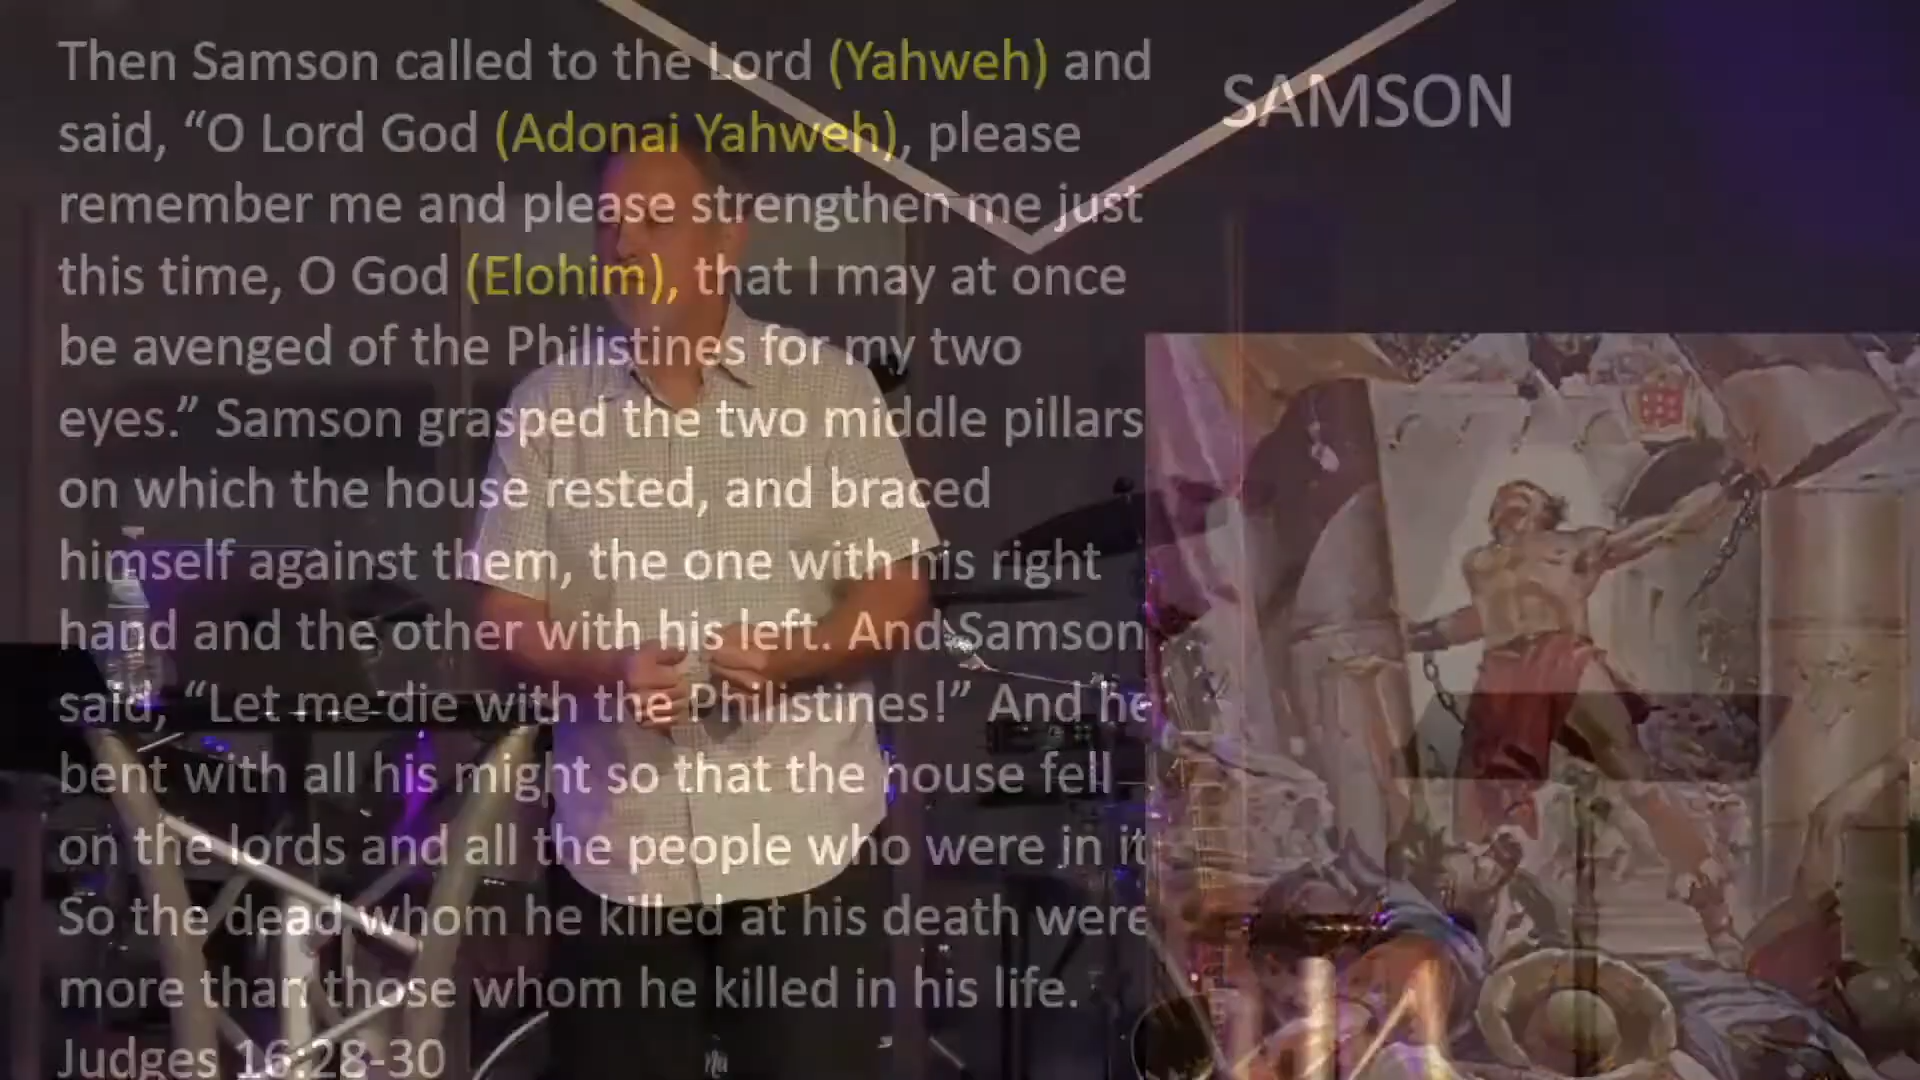 Then Samson called to the Lord (Yahweh) and
said, “O Lord God (Adonai Yahweh), please
remember me and please strengthen me just
this time, O God (Elohim), that I may at once
be avenged of the Philistines for my two
eyes.” Samson grasped the two middle pillars
on which the house rested, and braced
himself against them, the one with his right
hand and the other with his left. And Samson
said, “Let me die with the Philistines!” And he
bent with all his might so that the house fell
on the lords and all the people who were in it
So the dead whom he killed at his death were
more than those whom he killed in his life.
Judges 16:28-30
SAMSON